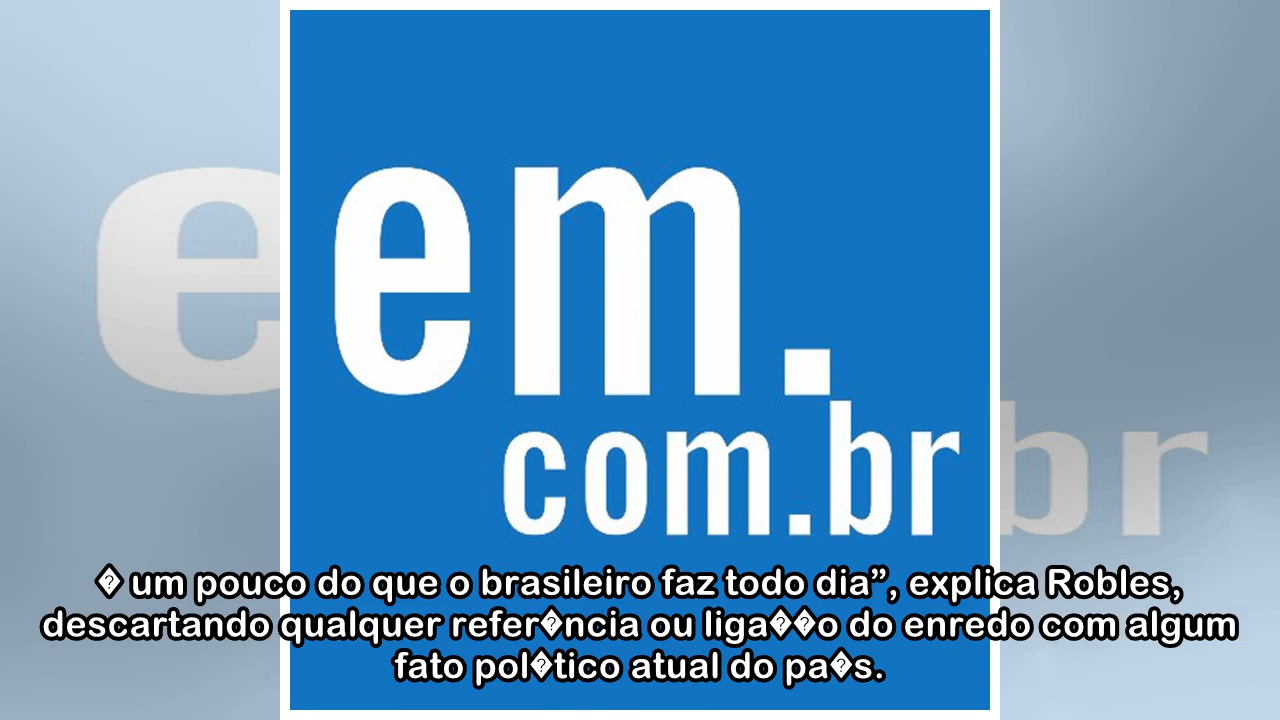 em.
com.br
e
br
� um pouco do que o brasileiro faz todo dia”, explica Robles,
descartando qualquer refer�ncia ou liga��o do enredo com algum
fato pol�tico atual do pa�s.